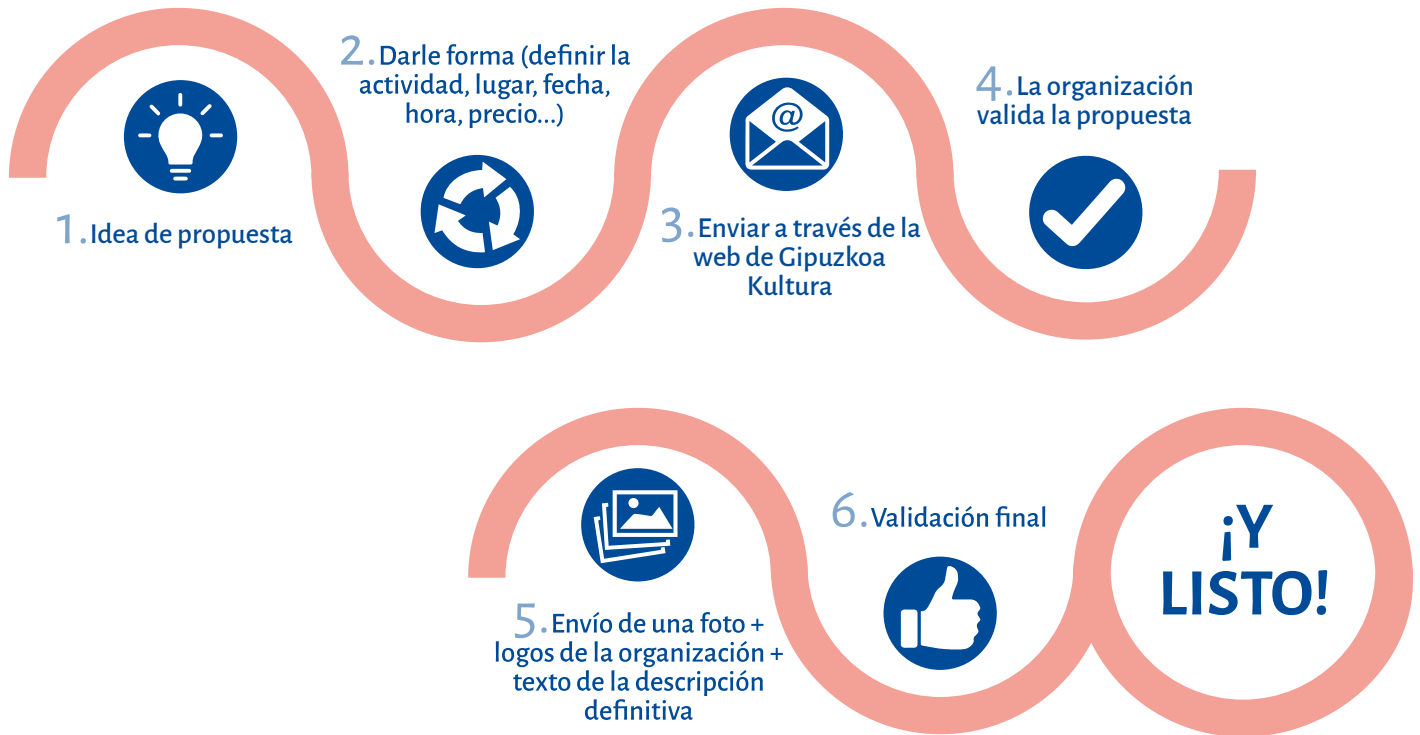 1. Idea de propuesta
2. Darle forma (definir la
actividad, lugar, fecha,
hora, precio...)
@
3. Enviar a través de la
web de Gipuzkoa
Kultura
4. La organización
valida la propuesta
5. Envío de una foto +
logos de la organización +
texto de la descripción
definitiva
6. Validación final
¡Y
LISTO!